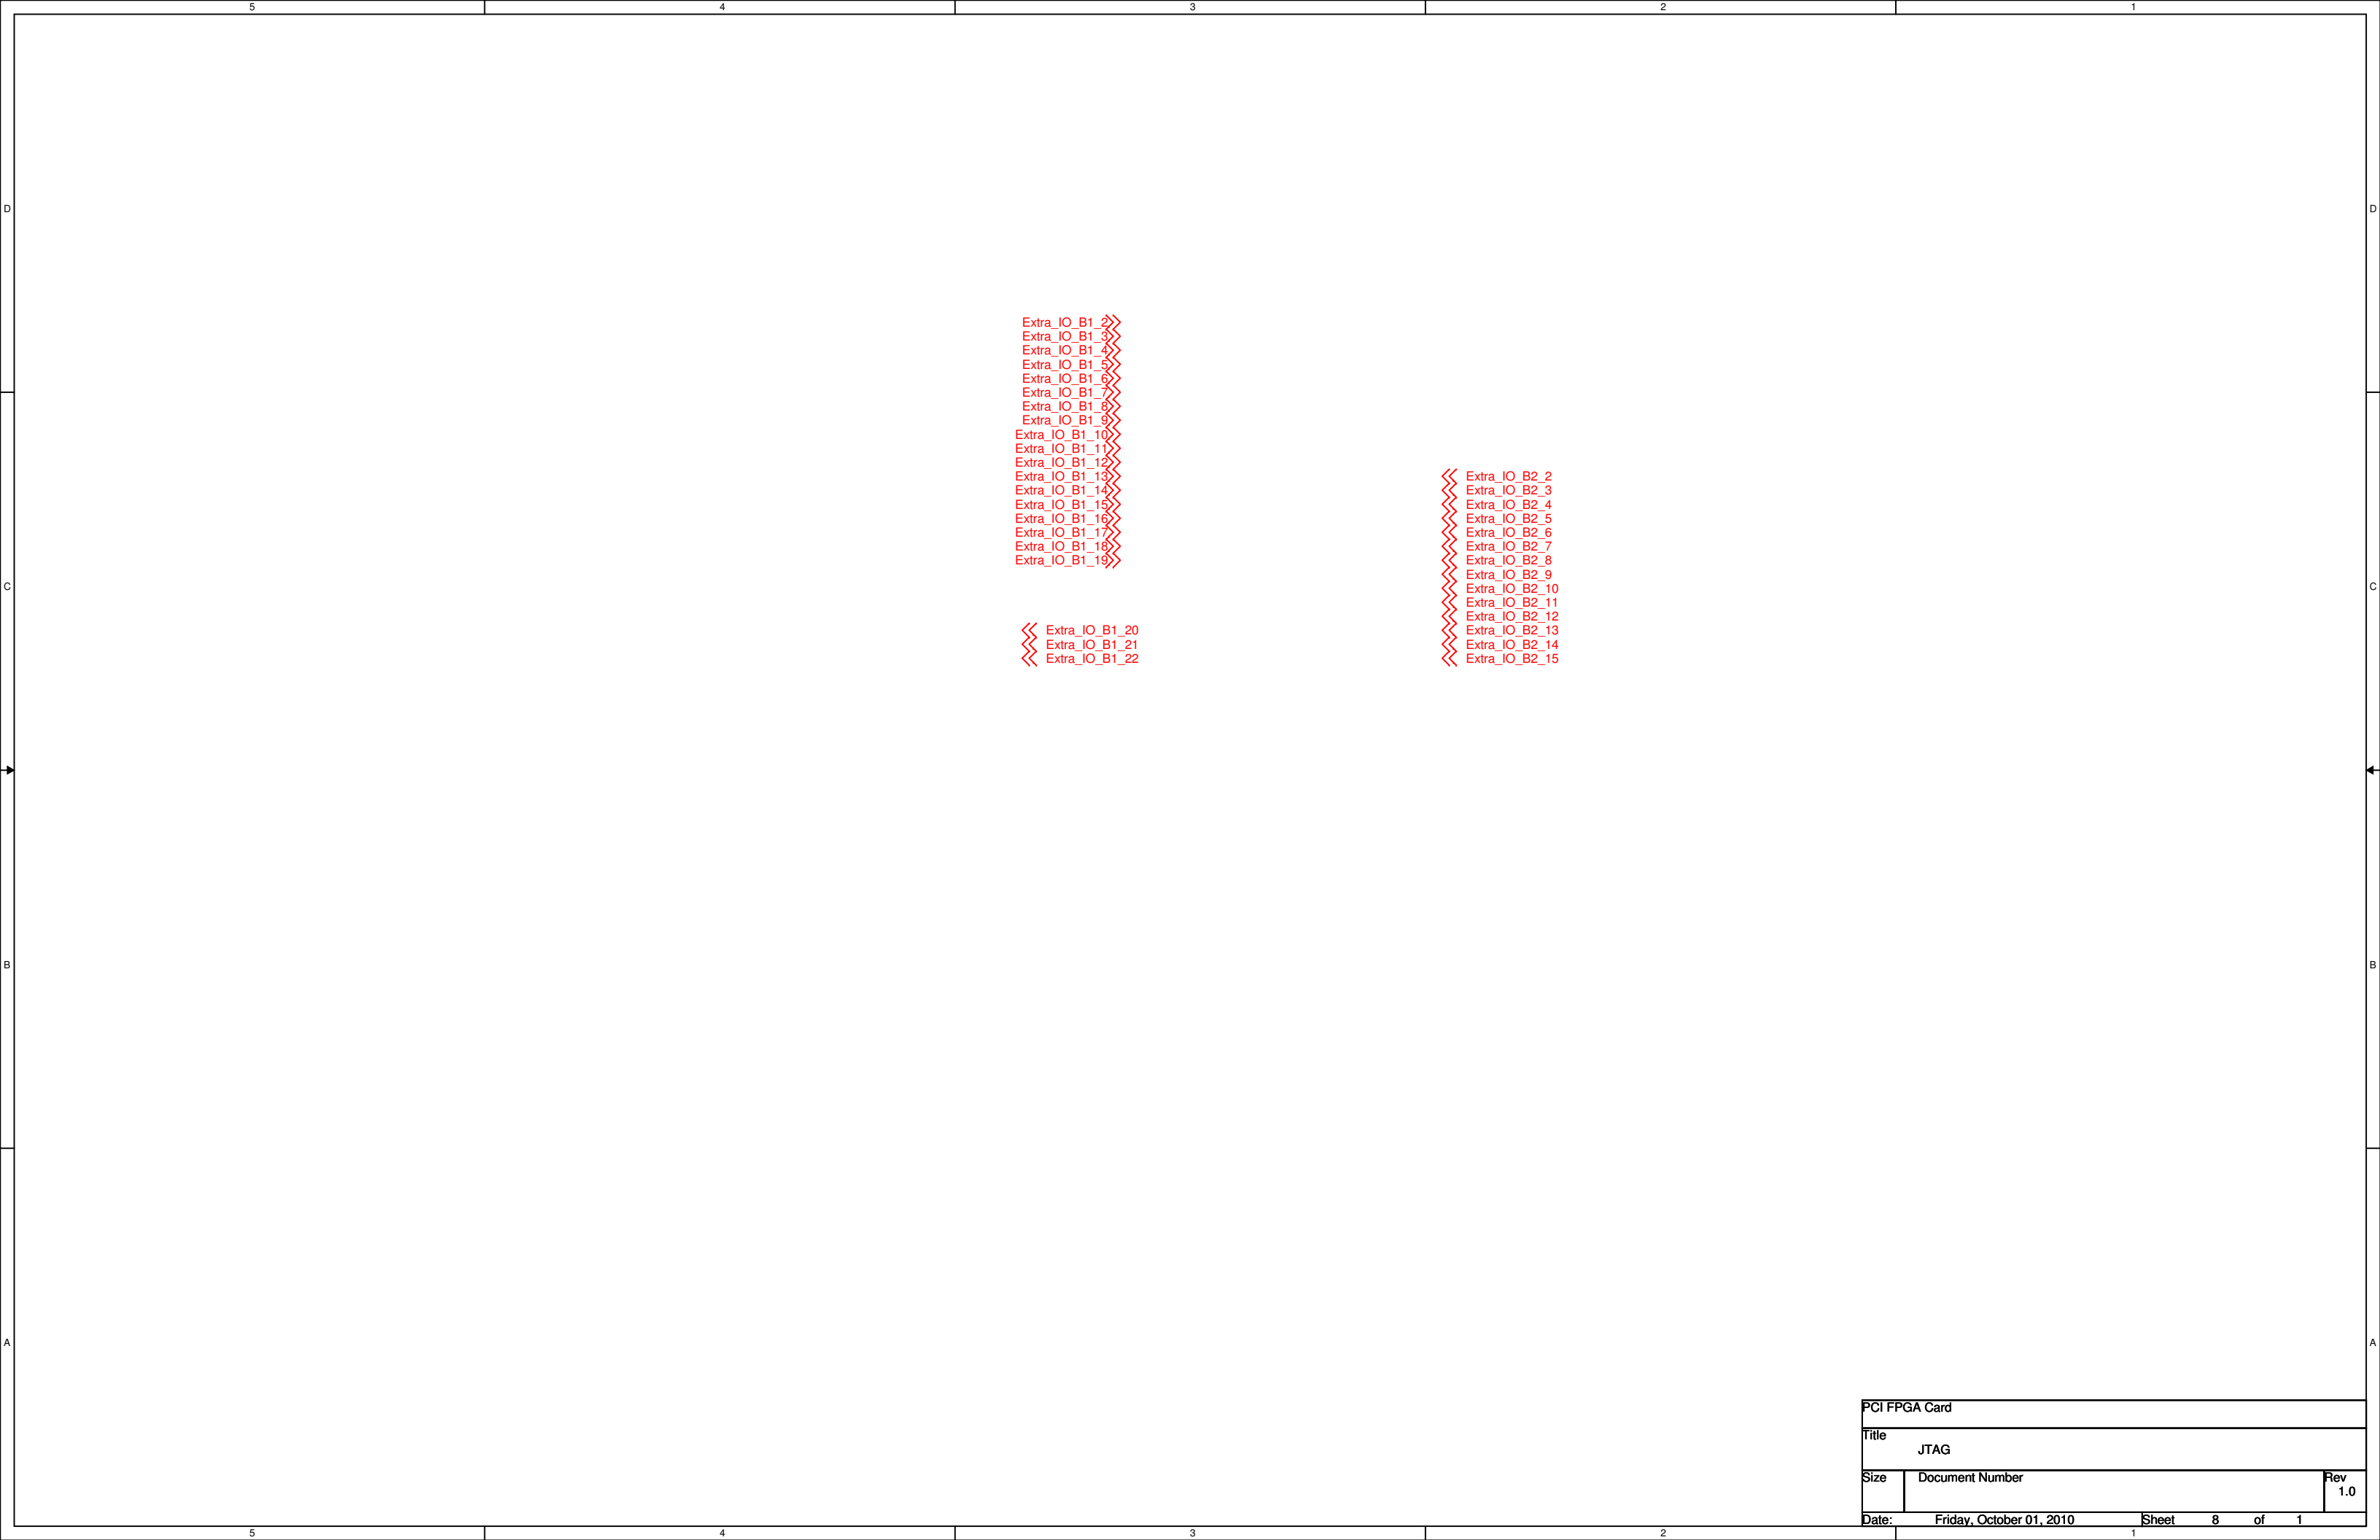 5 4 3 2 1
D D
Extra_IO_B1_2
Extra_IO_B1_3
Extra_IO_B1_4
Extra_IO_B1_5
Extra_IO_B1_6
Extra_IO_B1_7
Extra_IO_B1_8
Extra_IO_B1_9
Extra_IO_B1_10
Extra_IO_B1_11
Extra_IO_B1_12
Extra_IO_B1_13
Extra_IO_B1_14
Extra_IO_B1_15
Extra_IO_B1_16
Extra_IO_B1_17
Extra_IO_B1_18
Extra_IO_B1_19
Extra_IO_B1_20
Extra_IO_B1_21
Extra_IO_B1_22
Extra_IO_B2_2
Extra_IO_B2_3
Extra_IO_B2_4
Extra_IO_B2_5
Extra_IO_B2_6
Extra_IO_B2_7
Extra_IO_B2_8
Extra_IO_B2_9
Extra_IO_B2_10
Extra_IO_B2_11
Extra_IO_B2_12
Extra_IO_B2_13
Extra_IO_B2_14
Extra_IO_B2_15
C C
B B
A A
PCI FPGA Card
Title
JTAG
Size Document Number Rev
1.0
Date: Friday, October 01, 2010 Sheet 8 of 1
5 4 3 2 1